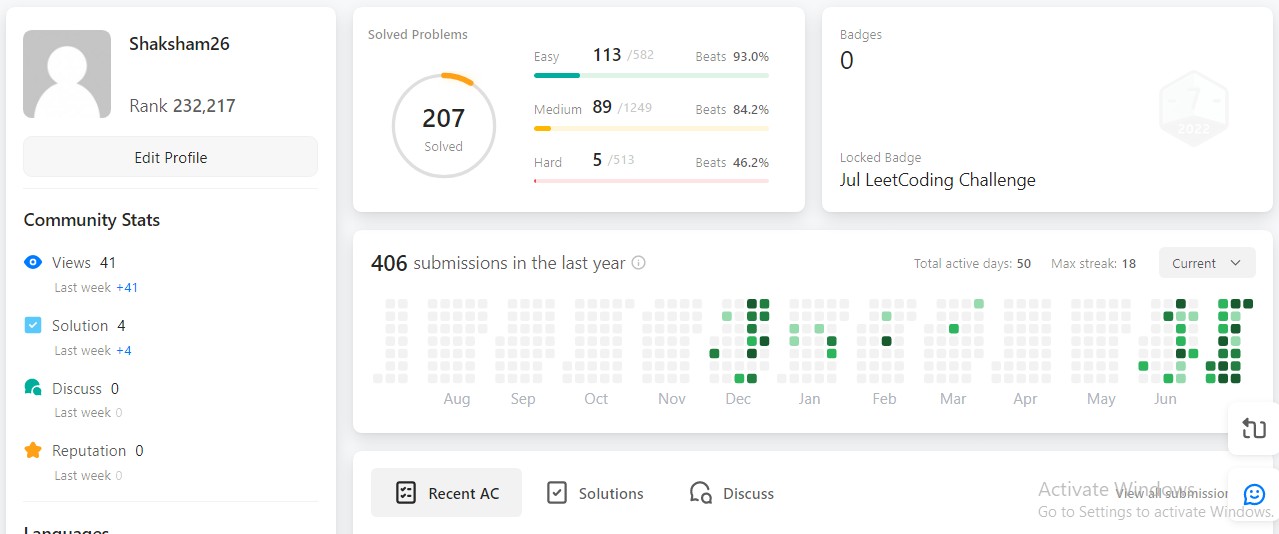 Shaksham26
Rank 232,217
Edit Profile
Community Stats
Views 41
Last week +41
Solution 4
Last week +4
Discuss 0
Last week 0
Reputation 0
Last week 0
Languages
Solved Problems
207
Solved
Easy 113 /582 Beats 93.0%
Medium 89 /1249 Beats 84.2%
Hard 5 /513 Beats 46.2%
Badges
0
7
2022
Locked Badge
Jul LeetCoding Challenge
406 submissions in the last year
Total active days: 50 Max streak: 18 Current
Aug Sep Oct Nov Dec Jan Feb Mar Apr May Jun
Recent AC Solutions Discuss
View all submission
Activate Windows
Go to Settings to activate Windows.